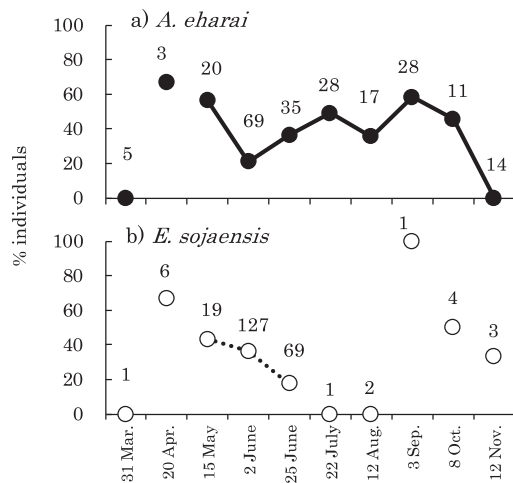 a) A. eharai
100
80
60
40
20
0
5
3
20
69
35
28
17
28
11
14
% individuals
b) E. sojaensis
100
80
60
40
20
0
1
6
19
127
69
1
2
1
4
3
31 Mar.
20 Apr.
15 May
2 June
25 June
22 July
12 Aug.
3 Sep.
8 Oct.
12 Nov.